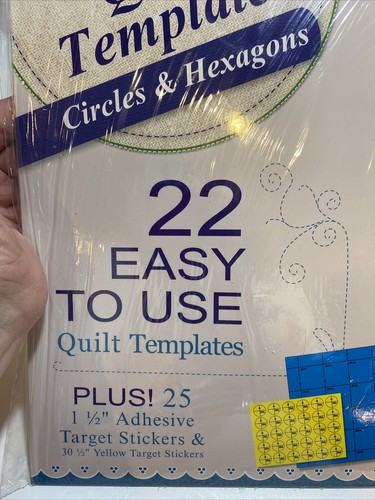 Templates
Circles & Hexagons
22
EASY
TO USE
Quilt Templates
PLUS! 25
1 ½" Adhesive
Target Stickers &
30 ½" Yellow Target Stickers